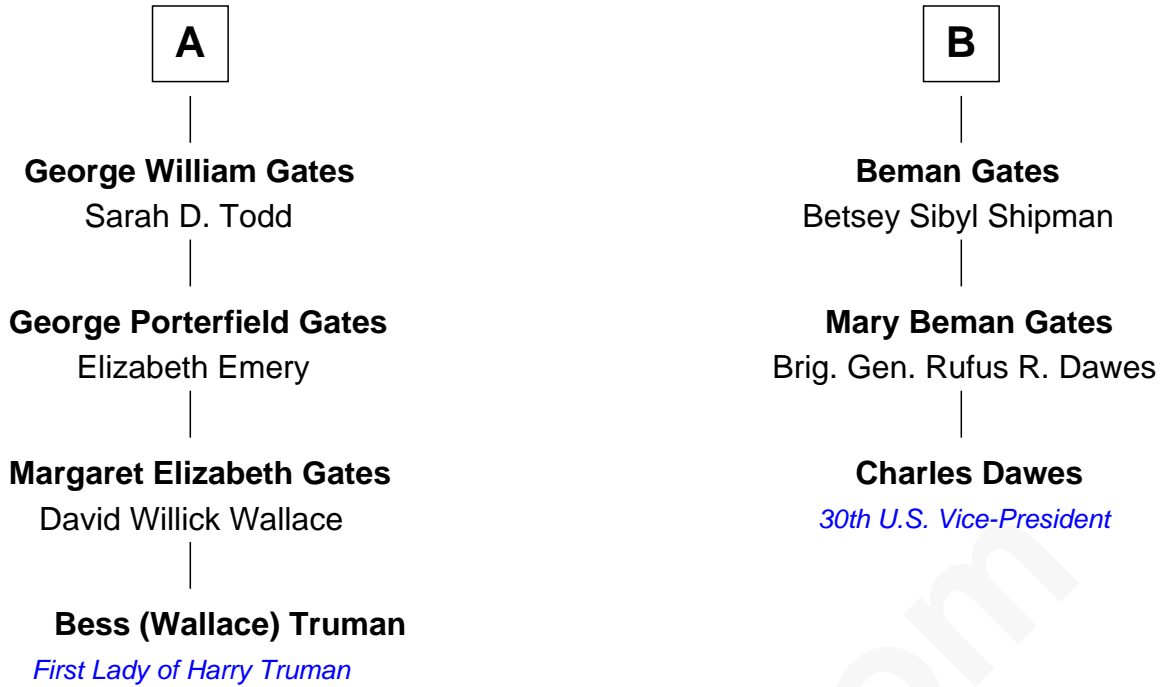 A
George William Gates
Sarah D. Todd
George Porterfield Gates
Elizabeth Emery
Margaret Elizabeth Gates
David Willick Wallace
Bess (Wallace) Truman
First Lady of Harry Truman
B
Beman Gates
Betsey Sibyl Shipman
Mary Beman Gates
Brig. Gen. Rufus R. Dawes
Charles Dawes
30th U.S. Vice-President
om